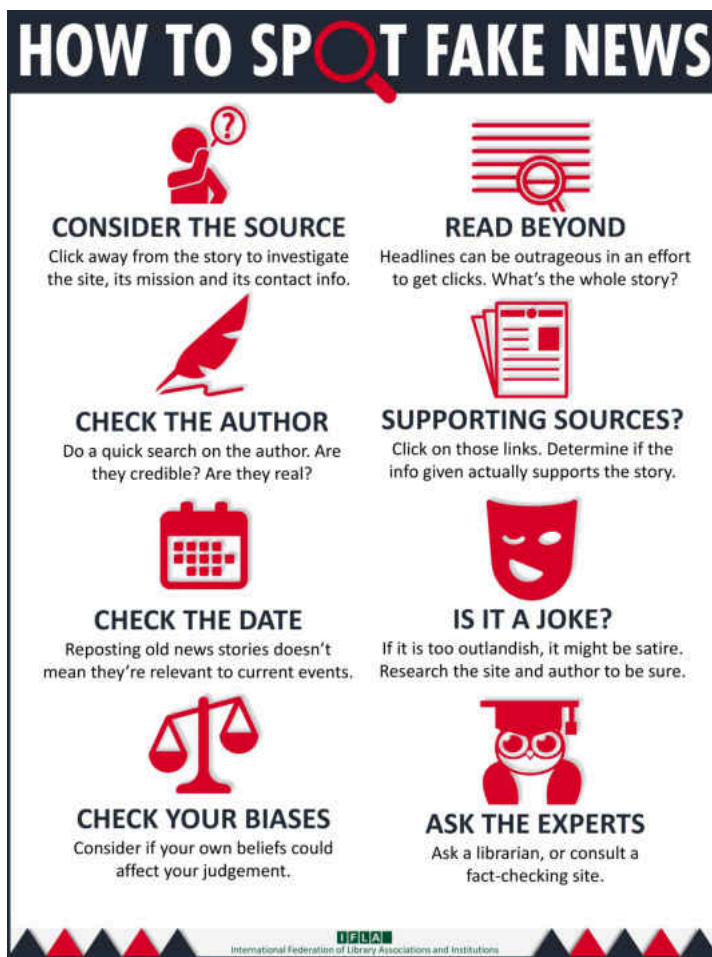 HOW TO SPOT FAKE NEWS
?
CONSIDER THE SOURCE
Click away from the story to investigate
the site, its mission and its contact info.
READ BEYOND
Headlines can be outrageous in an effort
to get clicks. What's the whole story?
CHECK THE AUTHOR
Do a quick search on the author. Are
they credible? Are they real?
SUPPORTING SOURCES?
Click on those links. Determine if the
info given actually supports the story.
CHECK THE DATE
Reposting old news stories doesn't
mean they're relevant to current events.
IS IT A JOKE?
If it is too outlandish, it might be satire.
Research the site and author to be sure.
CHECK YOUR BIASES
Consider if your own beliefs could
affect your judgement.
ASK THE EXPERTS
Ask a librarian, or consult a
fact-checking site.
IFLA
International Federation of Library Associations and Institutions